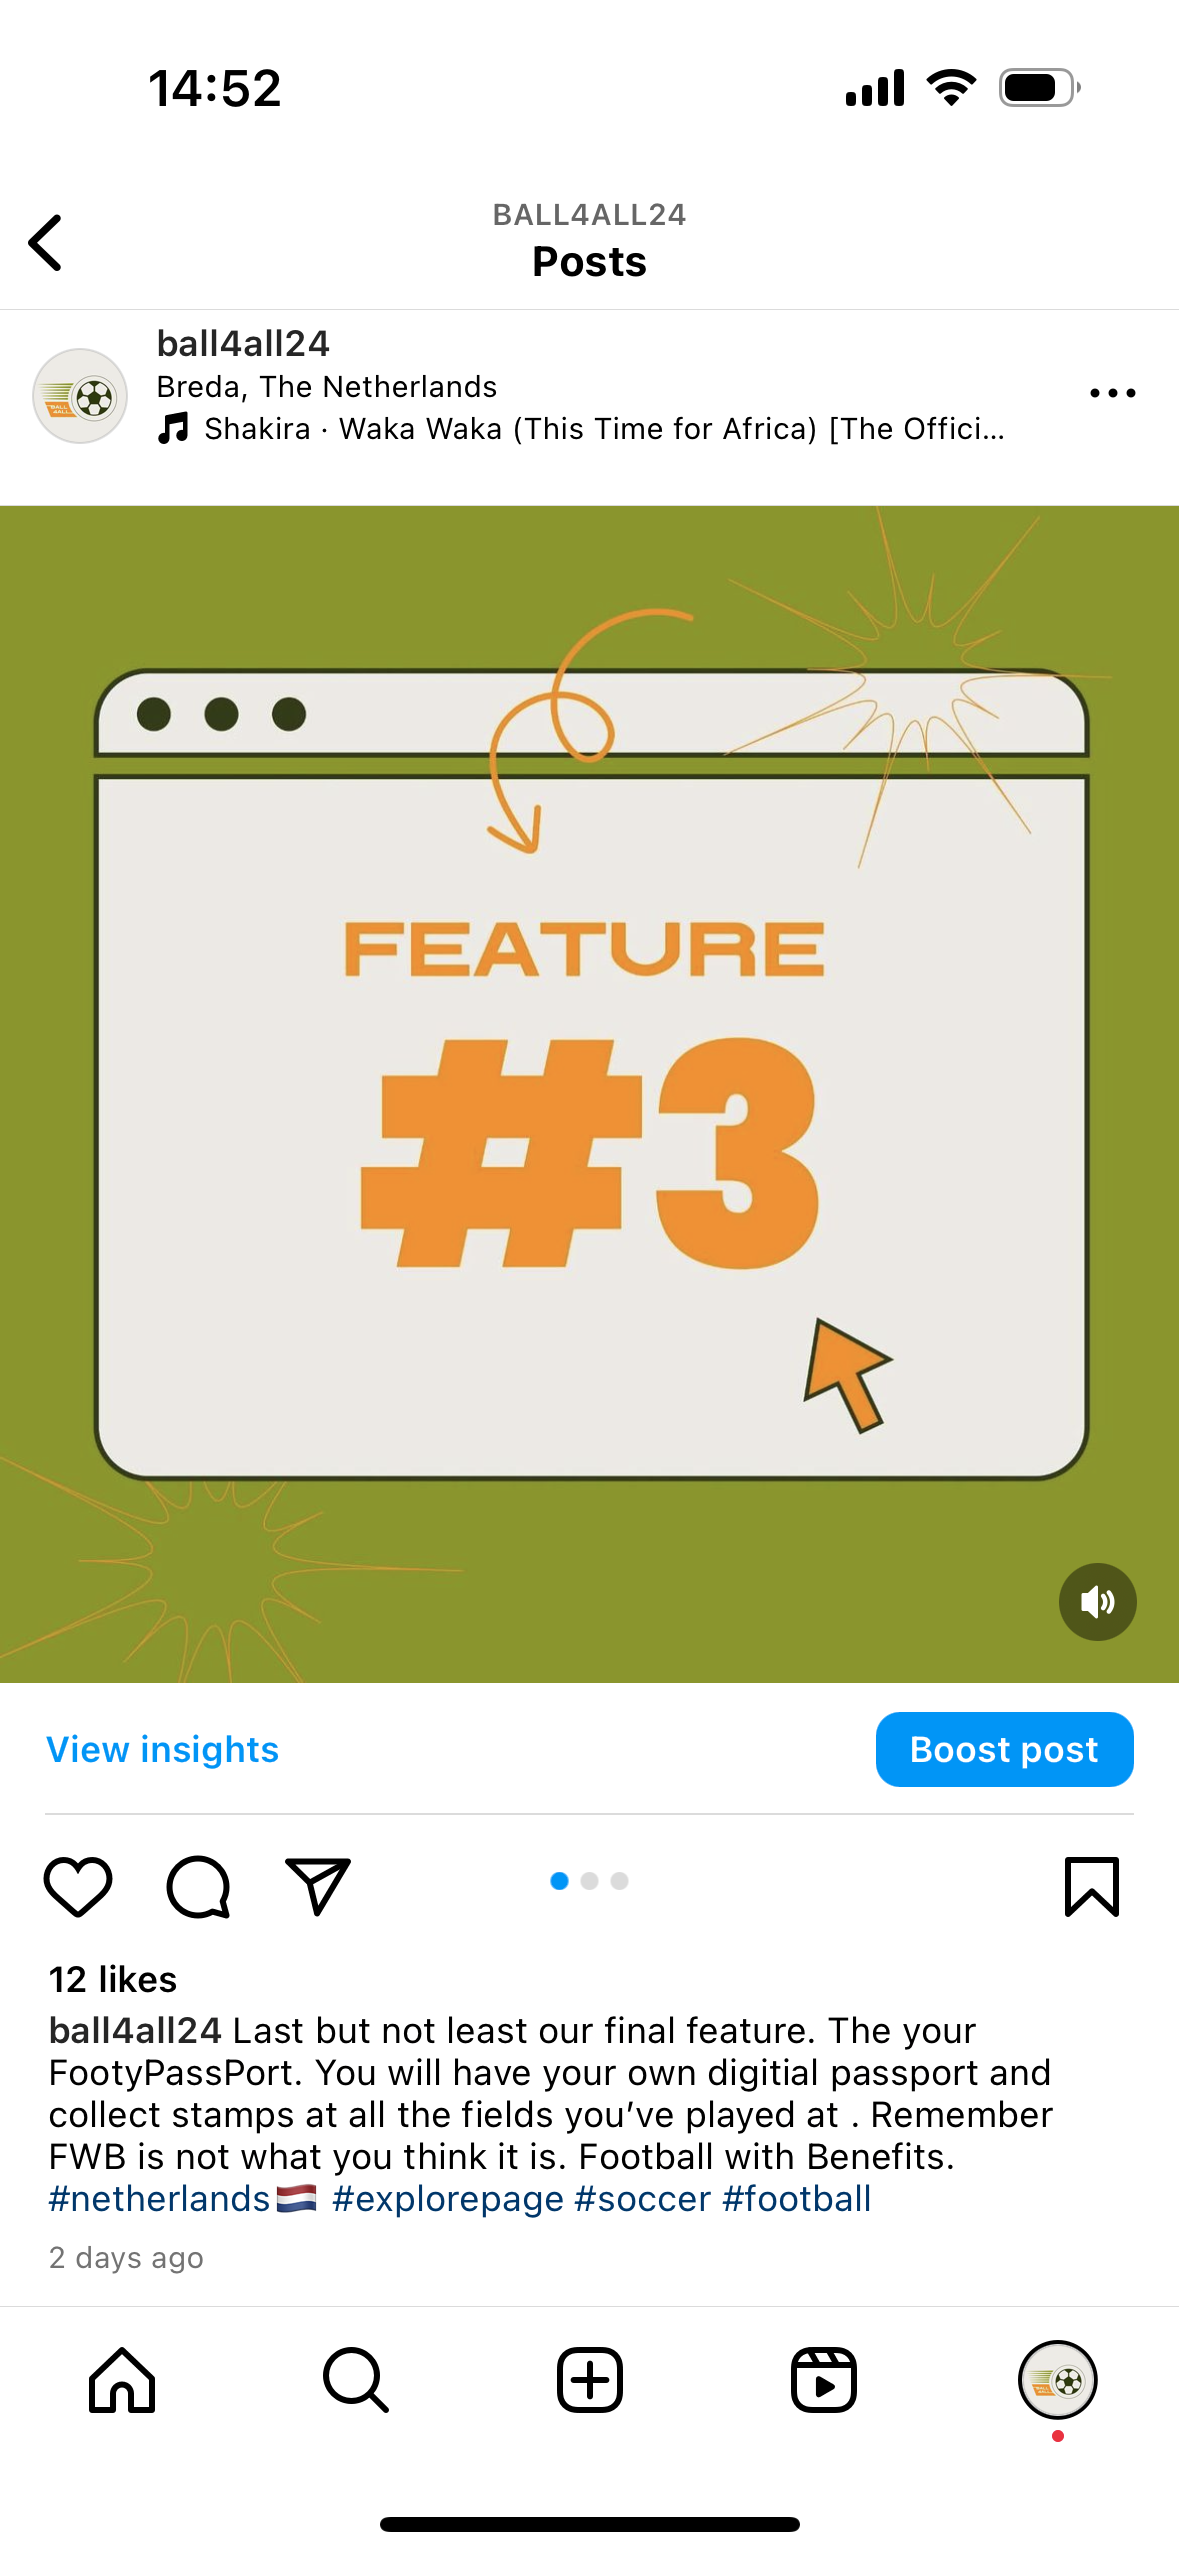 14:52
BALL4ALL24
Posts
ball4all24
Breda, The Netherlands
Shakira · Waka Waka (This Time for Africa) [The Offici...
FEATURE
#3
View insights
Boost post
12 likes
ball4all24 Last but not least our final feature. The your
FootyPassPort. You will have your own digitial passport and
collect stamps at all the fields you’ve played at . Remember
FWB is not what you think it is. Football with Benefits.
#netherlands🇳🇱 #explorepage #soccer #football
2 days ago